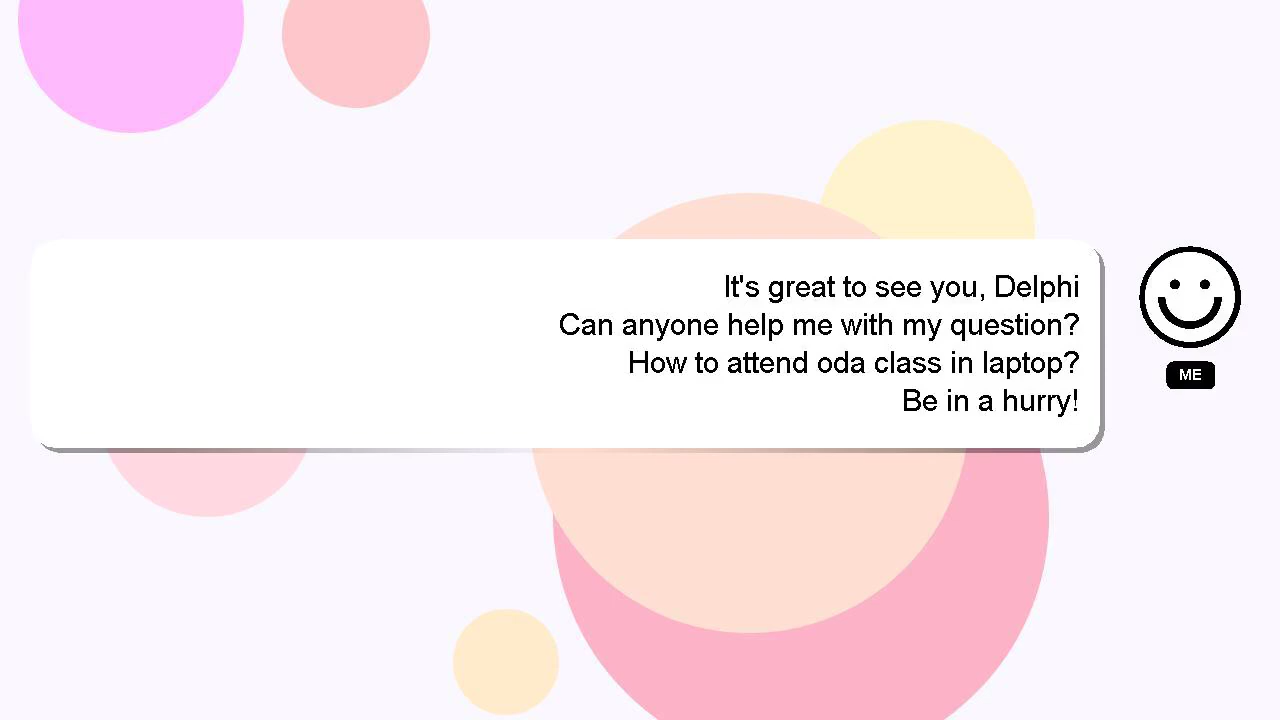 It's great to see you, Delphi
Can anyone help me with my question?
How to attend oda class in laptop?
Be in a hurry!
ME